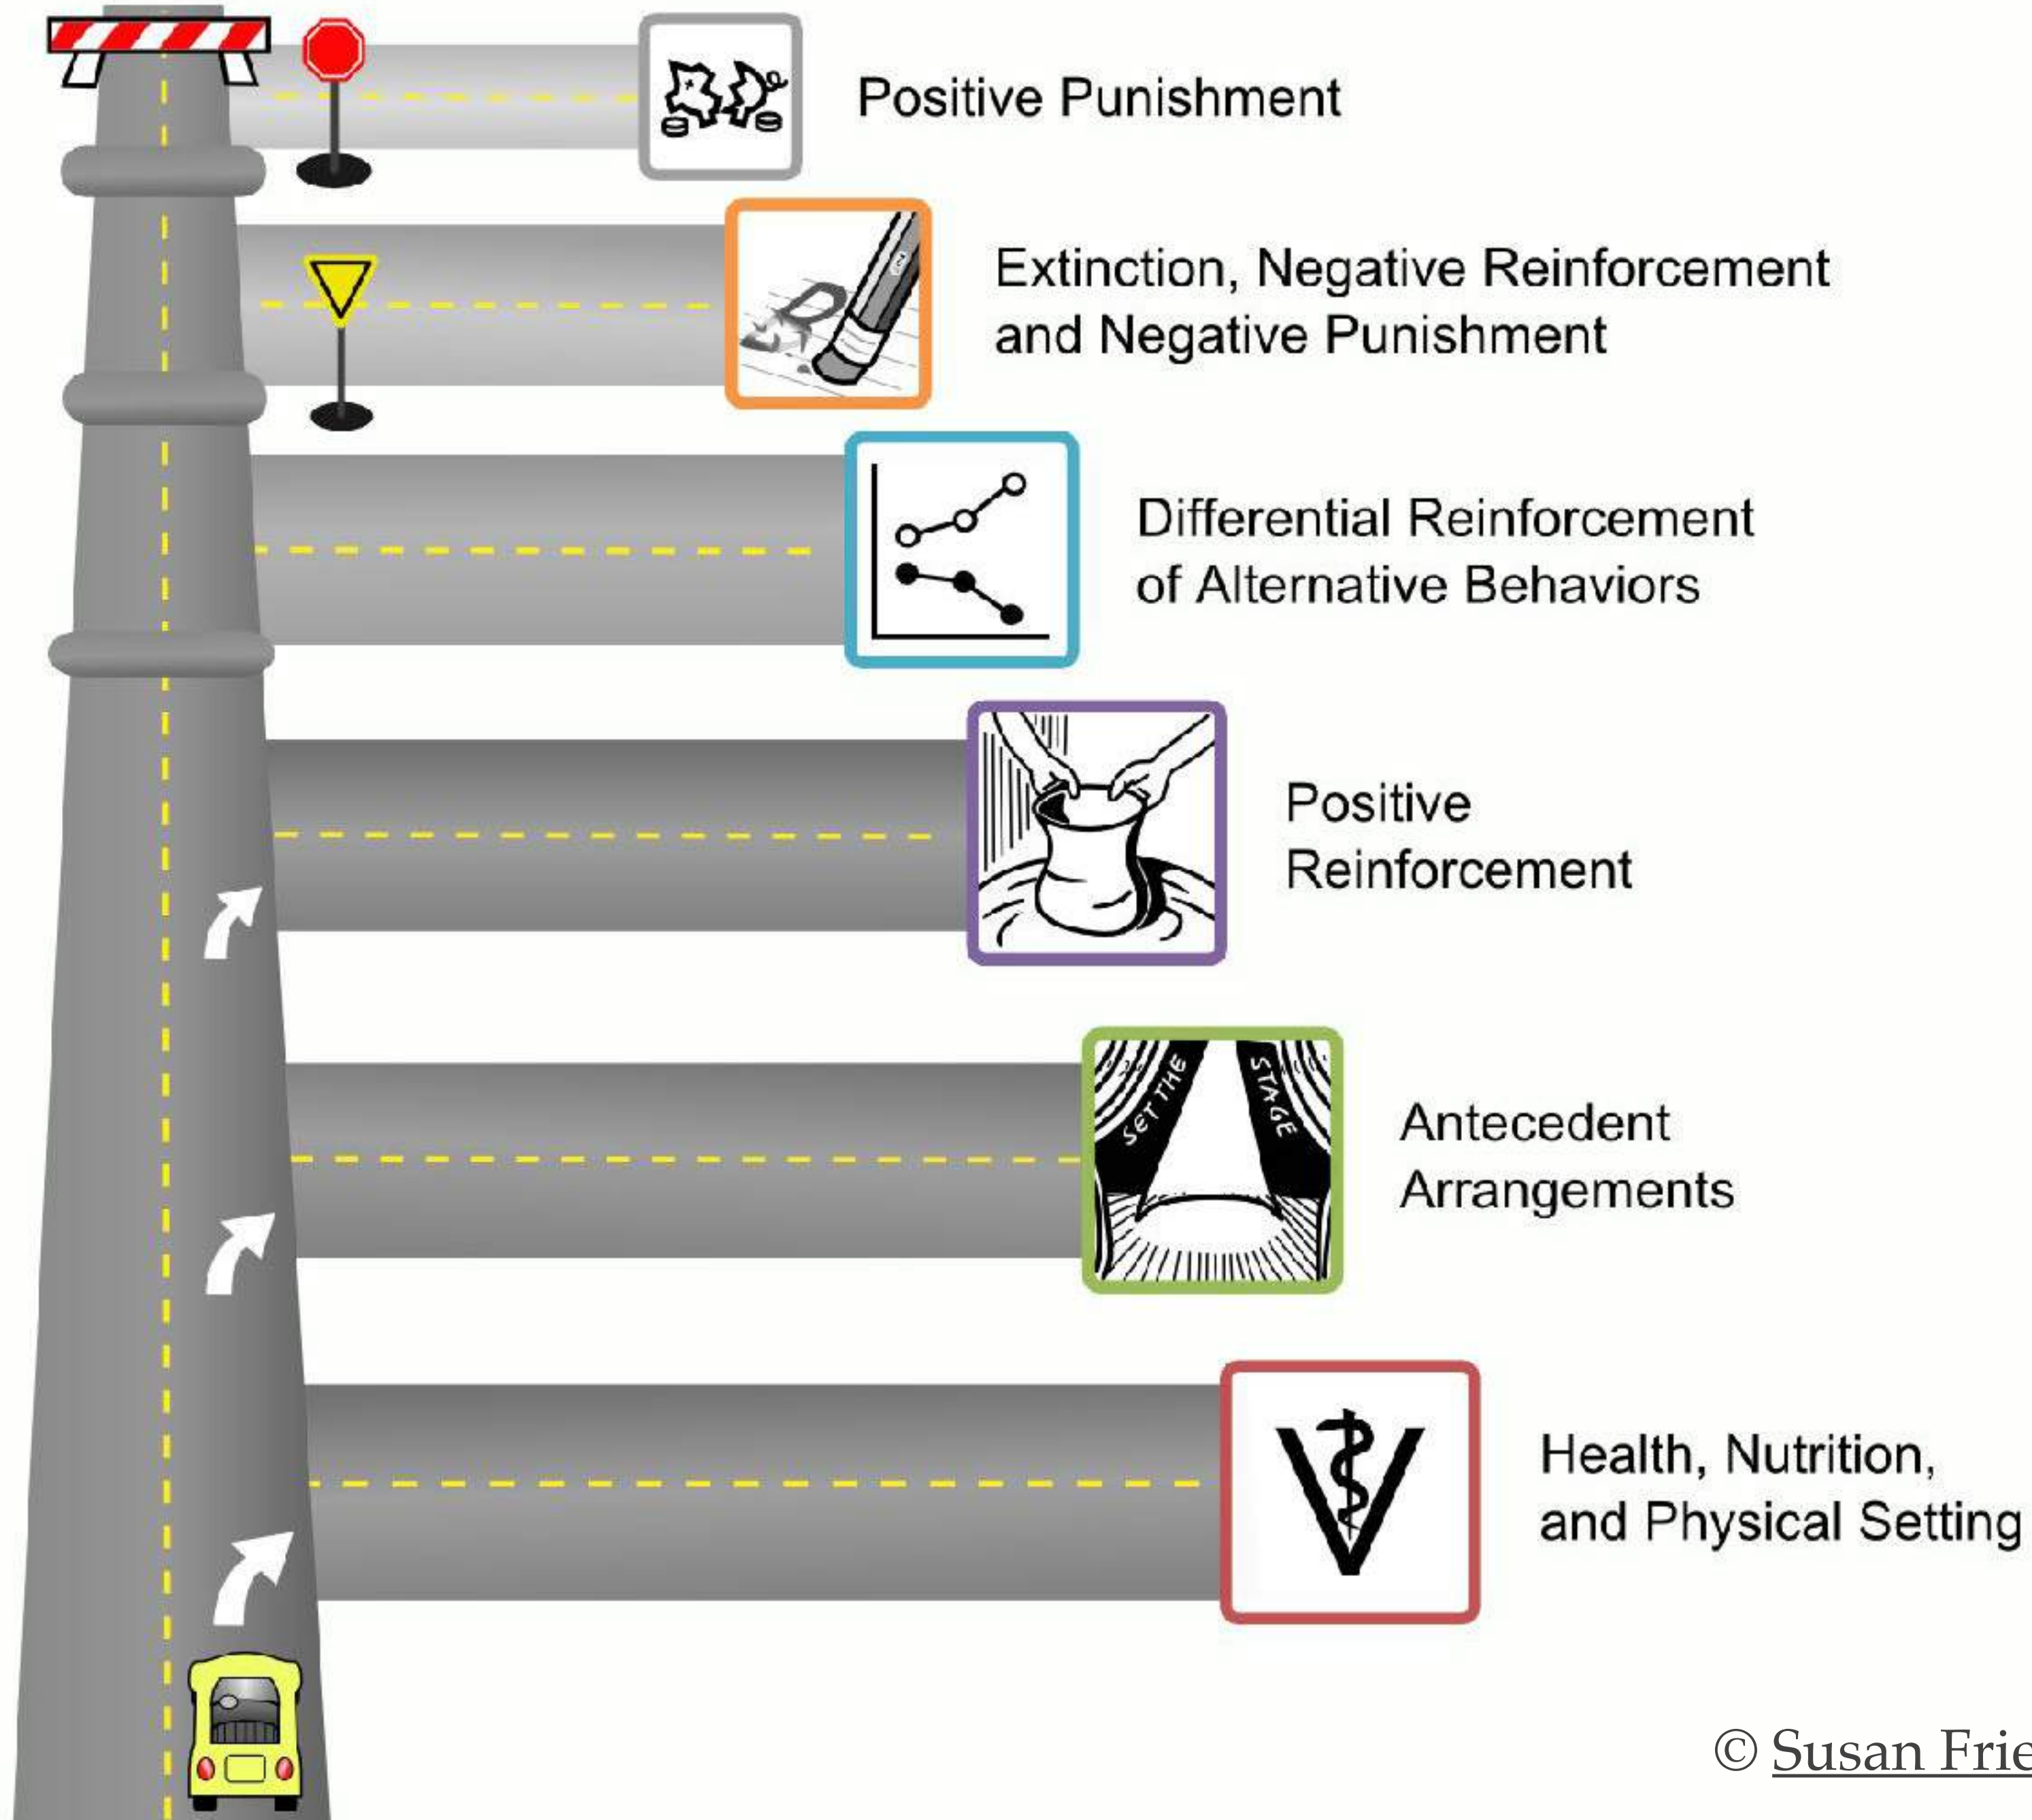 Positive Punishment
Extinction, Negative Reinforcement
and Negative Punishment
Differential Reinforcement
of Alternative Behaviors
Positive
Reinforcement
SET THE STAGE
Antecedent
Arrangements
Health, Nutrition,
and Physical Setting
© Susan Frie